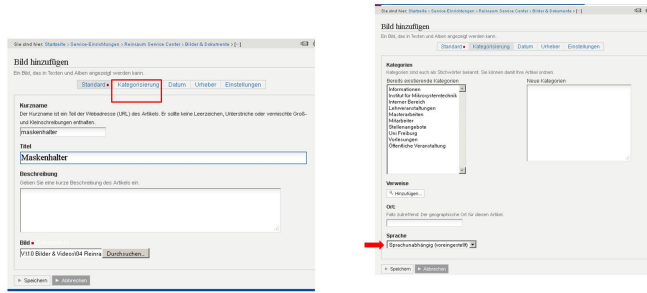 Sie sind hier: Startseite › Service-Einrichtungen › Reinraum Service Center › Bilder & Dokumente › [···]
Bild hinzufügen
Ein Bild, das in Texten und Alben angezeigt werden kann.
Standard Kategorisierung Datum Urheber Einstellungen
Kurzname
Der Kurzname ist ein Teil der Webadresse (URL) des Artikels. Er sollte keine Leerzeichen, Unterstriche oder vermischte Groß-
und Kleinschreibungen enthalten.
maskenhalter
Titel
Maskenhalter
Beschreibung
Geben Sie eine kurze Beschreibung des Artikels ein.
Bild
V:\10 Bilder & Videos\04 Reinra Durchsuchen...
Speichern Abbrechen
Sie sind hier: Startseite › Service-Einrichtungen › Reinraum Service Center › Bilder & Dokumente › [···]
Bild hinzufügen
Ein Bild, das in Texten und Alben angezeigt werden kann.
Standard Kategorisierung Datum Urheber Einstellungen
Kategorien
Kategorien sind auch als Stichwörter bekannt. Sie können damit Ihre Artikel ordnen.
Bereits existierende Kategorien Neue Kategorien
Informationen
Institut für Mikrosystemtechnik
Interner Bereich
Lehrveranstaltungen
Masterarbeiten
Mitarbeiter
Stellenangebote
Uni Freiburg
Vorlesungen
Öffentliche Veranstaltung
Verweise
Hinzufügen...
Ort
Falls zutreffend: Der geographische Ort für diesen Artikel.
Sprache
Sprachunabhängig (voreingestellt)
Speichern Abbrechen